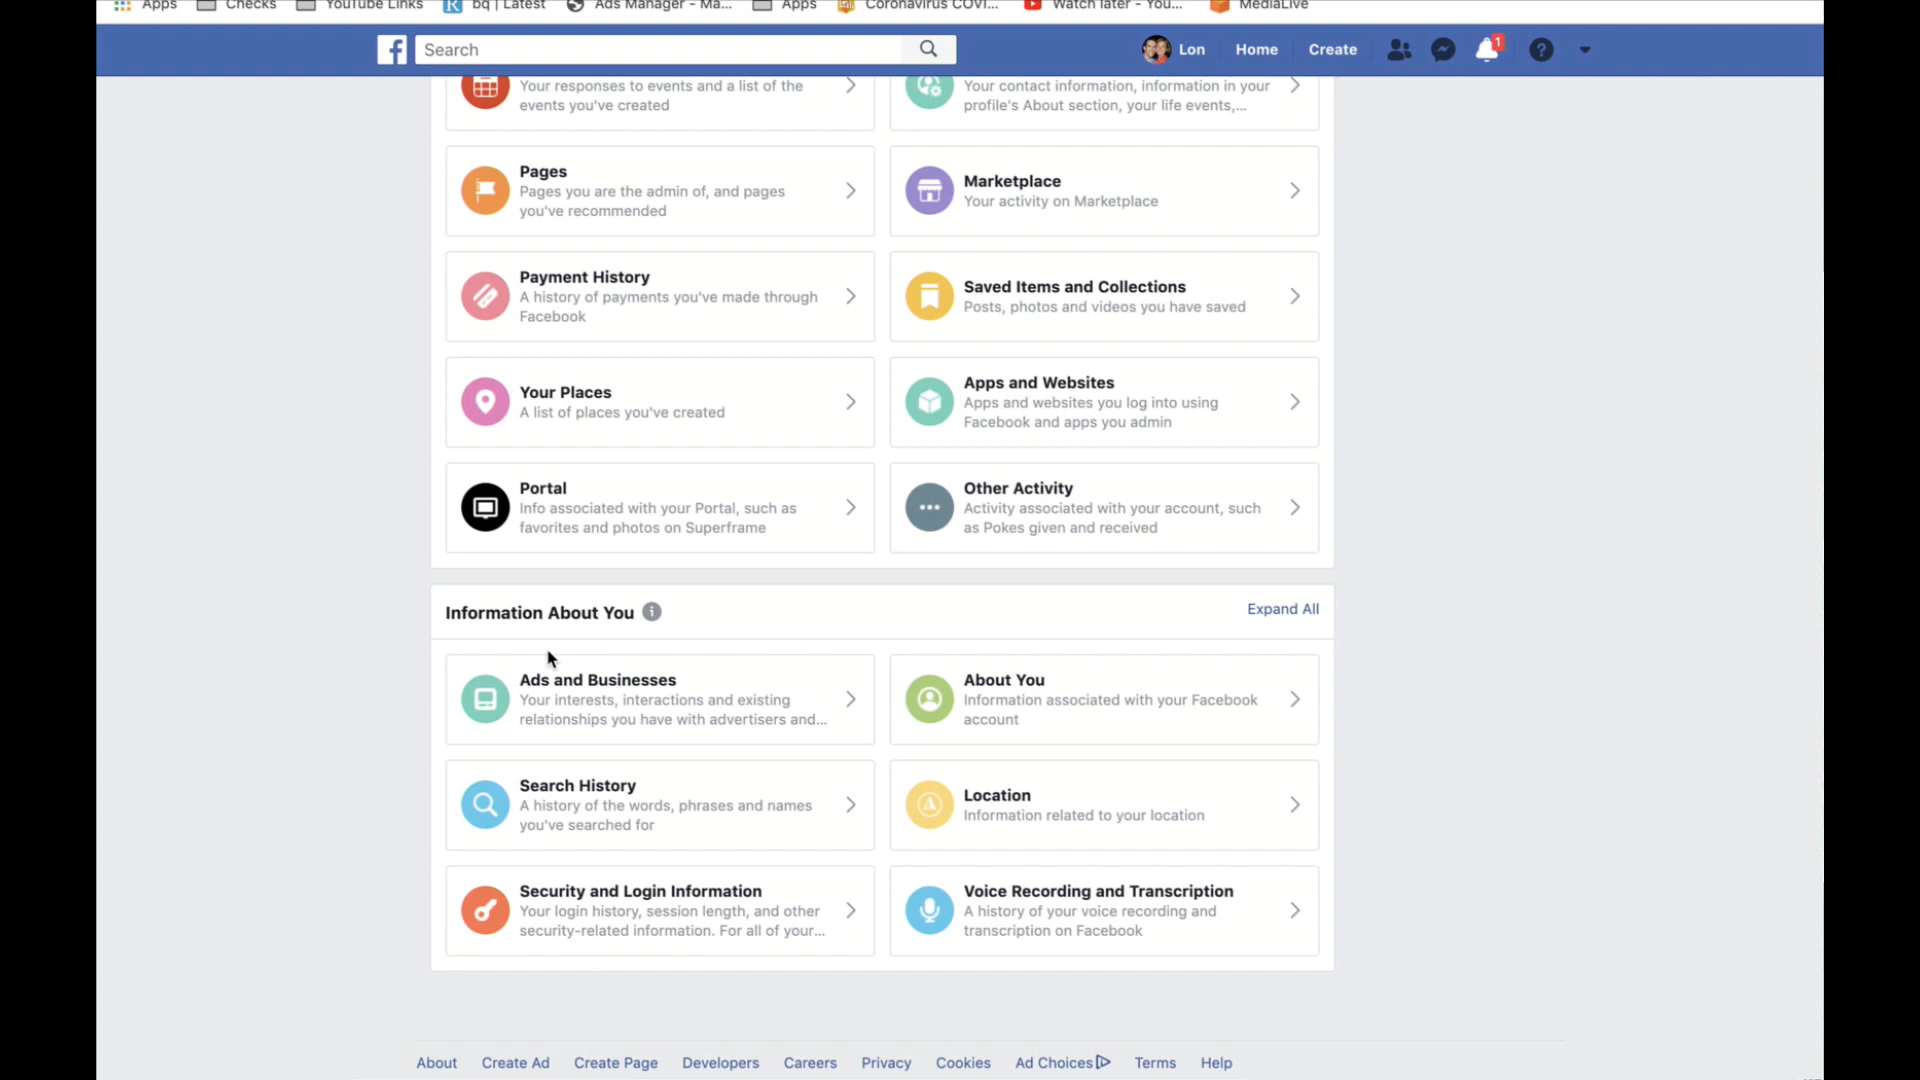 Apps Checks YouTube Links bq | Latest Ads Manager - Ma... Apps Coronavirus COVI... Watch later - You... MediaLive
Search Lon Home Create 1
Your responses to events and a list of the
events you've created
Your contact information, information in your
profile's About section, your life events,...
Pages
Pages you are the admin of, and pages
you've recommended
Marketplace
Your activity on Marketplace
Payment History
A history of payments you've made through
Facebook
Saved Items and Collections
Posts, photos and videos you have saved
Your Places
A list of places you've created
Apps and Websites
Apps and websites you log into using
Facebook and apps you admin
Portal
Info associated with your Portal, such as
favorites and photos on Superframe
Other Activity
Activity associated with your account, such
as Pokes given and received
Information About You
Expand All
Ads and Businesses
Your interests, interactions and existing
relationships you have with advertisers and...
About You
Information associated with your Facebook
account
Search History
A history of the words, phrases and names
you've searched for
Location
Information related to your location
Security and Login Information
Your login history, session length, and other
security-related information. For all of your...
Voice Recording and Transcription
A history of your voice recording and
transcription on Facebook
About Create Ad Create Page Developers Careers Privacy Cookies Ad Choices Terms Help